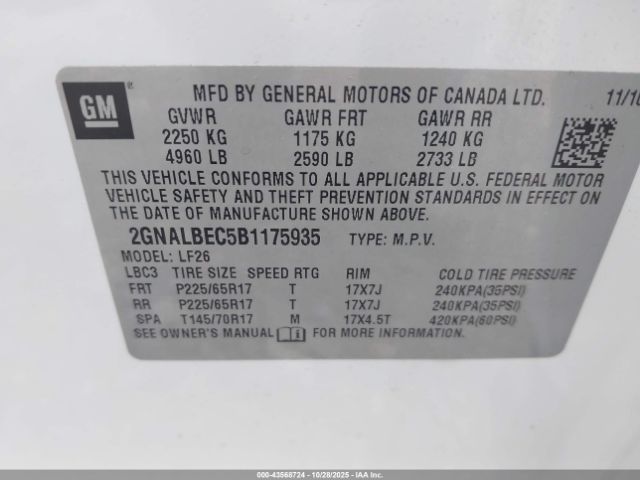 GM
MFD BY GENERAL MOTORS OF CANADA LTD. 11/10
GVWR GAWR FRT GAWR RR
2250 KG 1175 KG 1240 KG
4960 LB 2590 LB 2733 LB
THIS VEHICLE CONFORMS TO ALL APPLICABLE U.S. FEDERAL MOTOR
VEHICLE SAFETY AND THEFT PREVENTION STANDARDS IN EFFECT ON
THE DATE OF MANUFACTURE SHOWN ABOVE.
2GNALBEC5B1175935 TYPE: M.P.V.
MODEL: LF26
LBC3 TIRE SIZE SPEED RTG RIM COLD TIRE PRESSURE
FRT P225/65R17 T 17X7J 240KPA(35PSI)
RR P225/65R17 T 17X7J 240KPA(35PSI)
SPA T145/70R17 M 17X4.5T 420KPA(60PSI)
SEE OWNER'S MANUAL FOR MORE INFORMATION.
000-43568724 - 10/28/2025 - IAAI.com